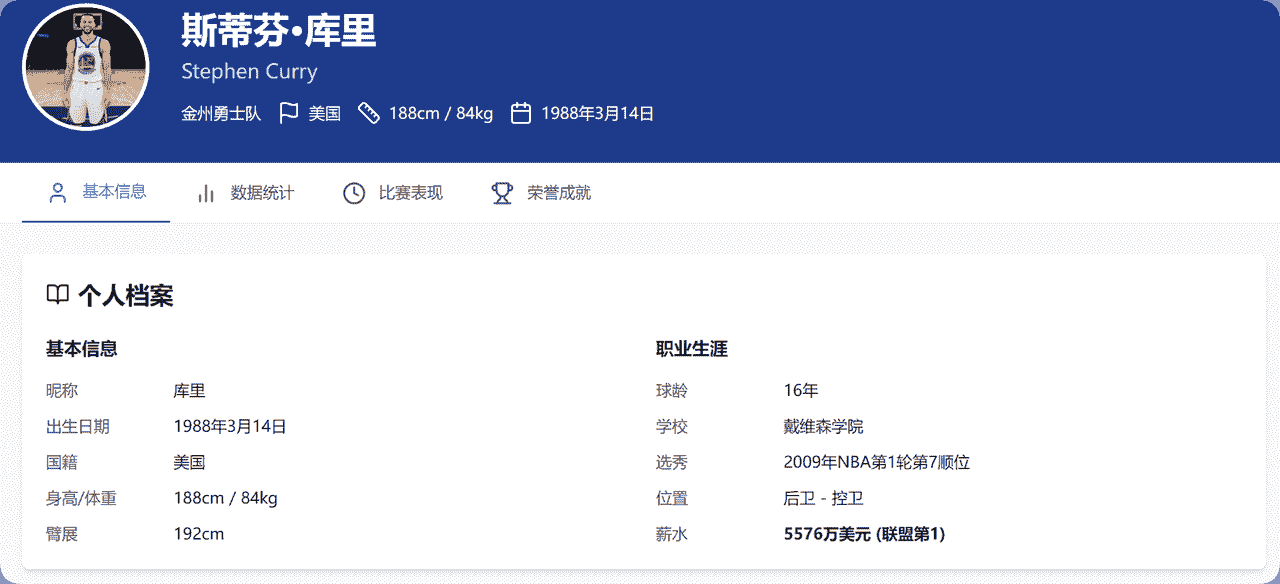 斯蒂芬•库里
Stephen Curry
金州勇士队 美国 188cm / 84kg 1988年3月14日
基本信息 数据统计 比赛表现 荣誉成就
个人档案
基本信息
昵称 库里
出生日期 1988年3月14日
国籍 美国
身高/体重 188cm / 84kg
臂展 192cm
职业生涯
球龄 16年
学校 戴维森学院
选秀 2009年NBA第1轮第7顺位
位置 后卫 - 控卫
薪水 5576万美元 (联盟第1)